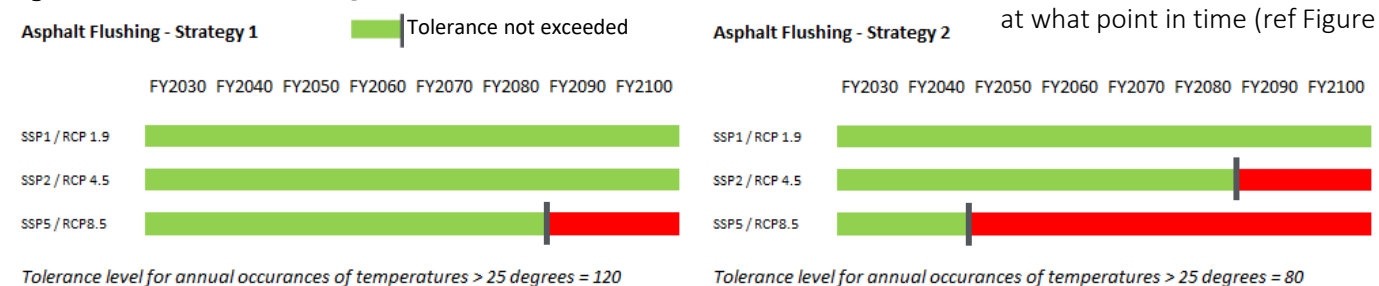 at what point in time (ref Figure
Asphalt Flushing - Strategy 1
Tolerance not exceeded
FY2030 FY2040 FY2050 FY2060 FY2070 FY2080 FY2090 FY2100
SSP1 / RCP 1.9
SSP2 / RCP 4.5
SSP5 / RCP8.5
Tolerance level for annual occurances of temperatures > 25 degrees = 120
Asphalt Flushing - Strategy 2
FY2030 FY2040 FY2050 FY2060 FY2070 FY2080 FY2090 FY2100
SSP1 / RCP 1.9
SSP2 / RCP 4.5
SSP5 / RCP8.5
Tolerance level for annual occurances of temperatures > 25 degrees = 80